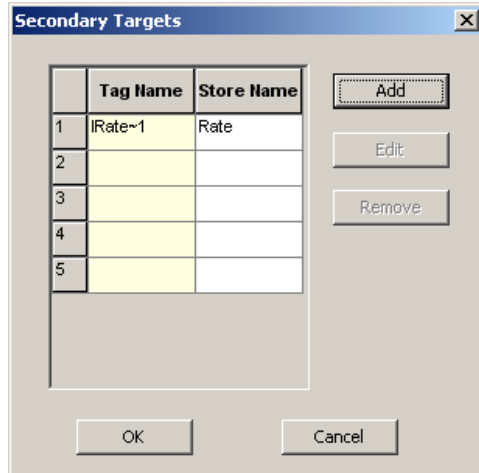 Secondary Targets
Tag Name Store Name
1 IRate~1 Rate
2
3
4
5
Add
Edit
Remove
OK Cancel